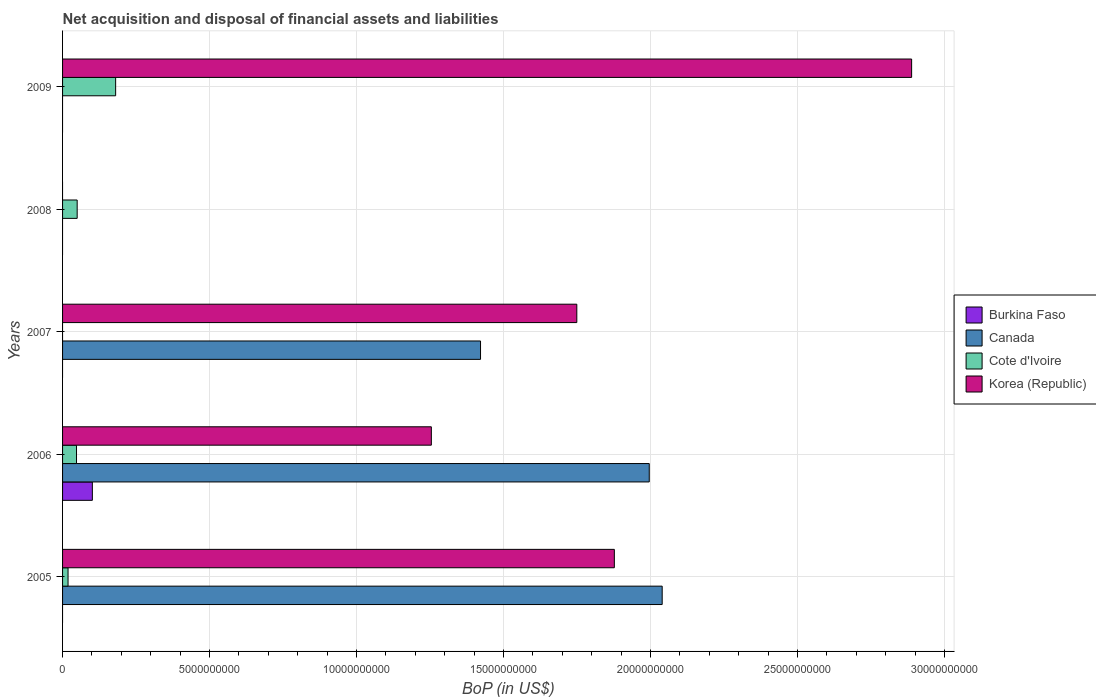 Net acquisition and disposal of financial assets and liabilities
2009
2008
2007
2006
2005
Years
0
5000000000
10000000000
15000000000
20000000000
25000000000
30000000000
BoP (in US$)
Burkina Faso
Canada
Cote d'Ivoire
Korea (Republic)